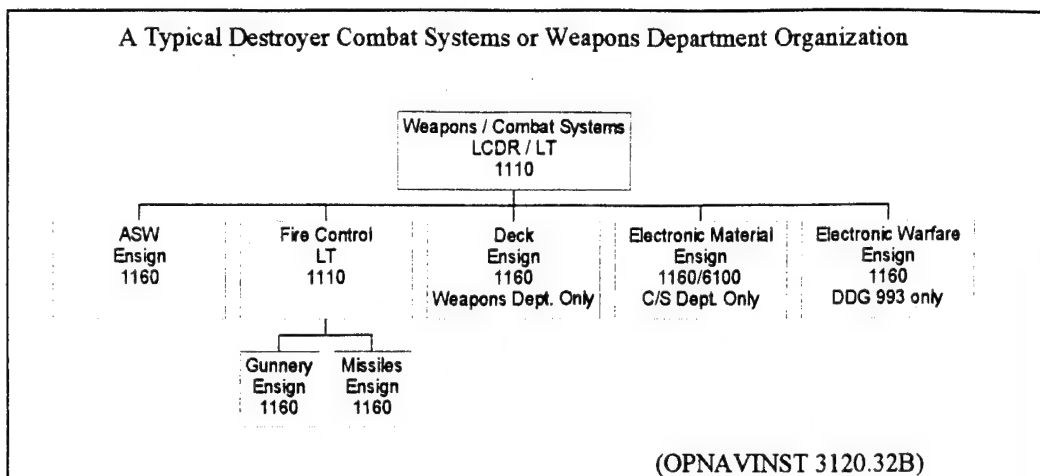 A Typical Destroyer Combat Systems or Weapons Department Organization
Weapons / Combat Systems
LCDR / LT
1110
ASW
Ensign
1160
Fire Control
LT
1110
Deck
Ensign
1160
Weapons Dept. Only
Electronic Material
Ensign
1160/6100
C/S Dept. Only
Electronic Warfare
Ensign
1160
DDG 993 only
Gunnery
Ensign
1160
Missiles
Ensign
1160
(OPNAVINST 3120.32B)